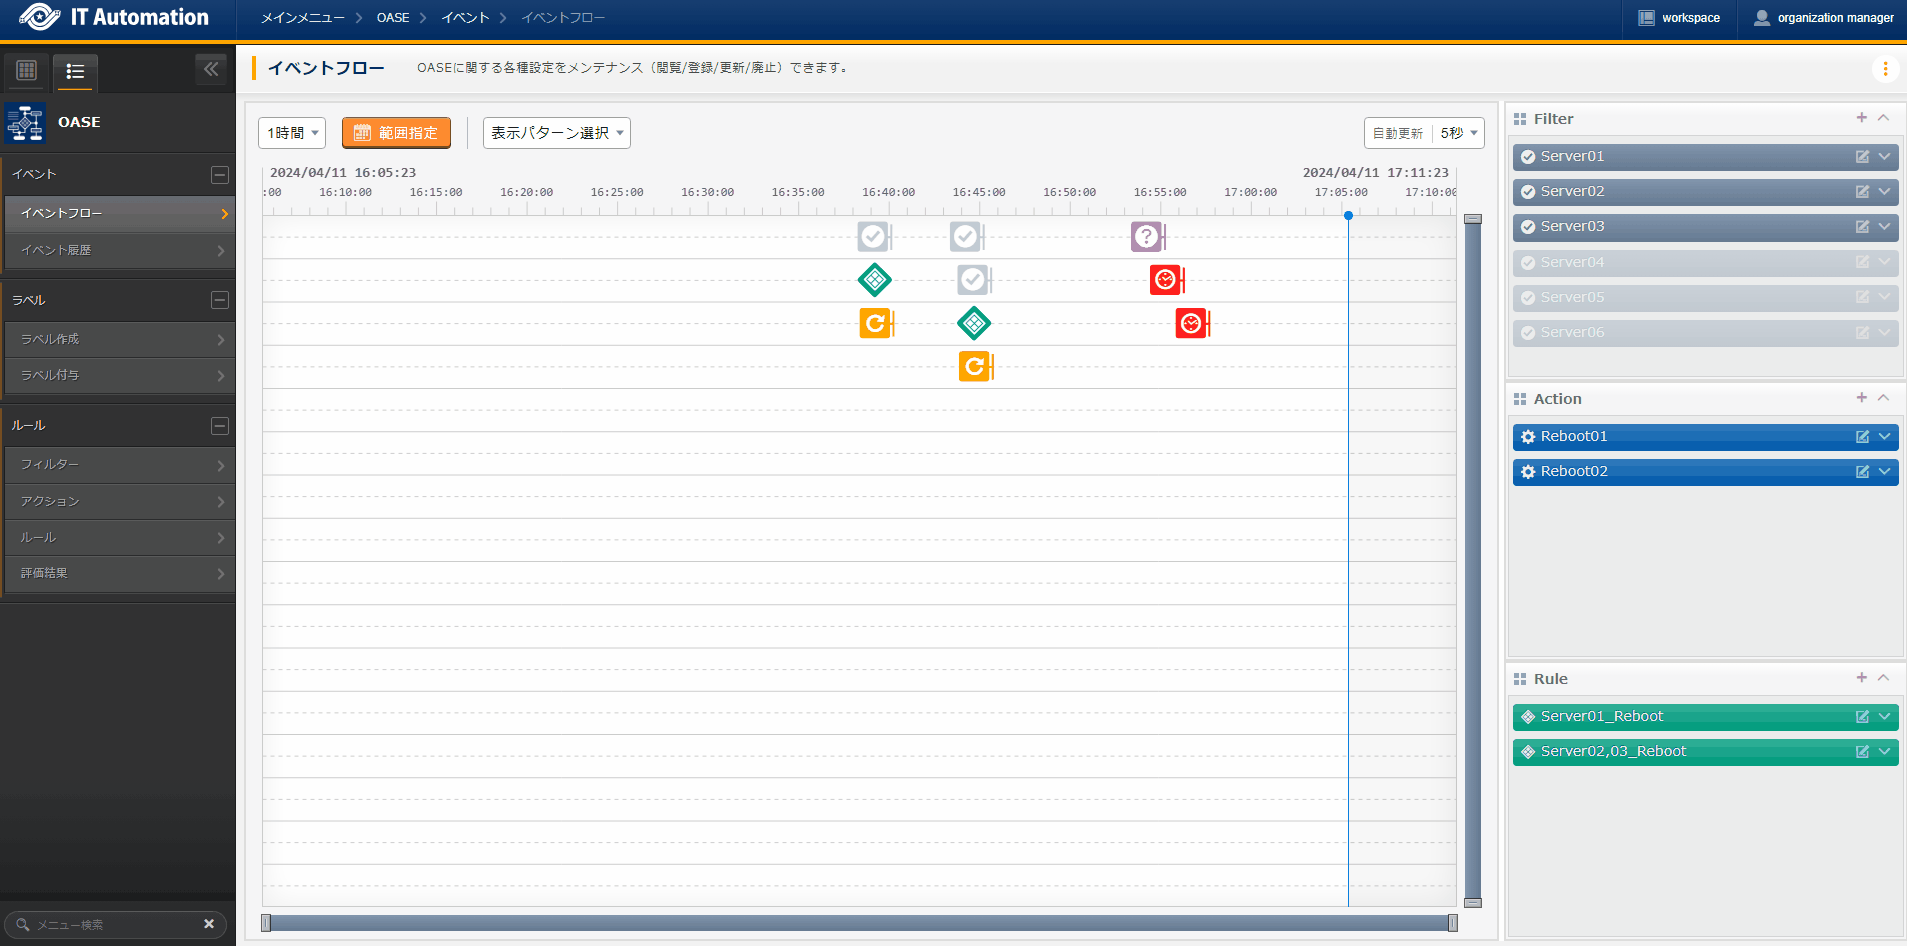 IT Automation
メインメニュー
OASE
イベント
イベントフロー
workspace
organization manager
OASE
イベント
イベントフロー
イベント履歴
ラベル
ラベル作成
ラベル付与
ルール
フィルター
アクション
ルール
評価結果
メニュー検索
イベントフロー
OASEに関する各種設定をメンテナンス（閲覧/登録/更新/廃止）できます。
1時間
範囲指定
表示パターン選択
自動更新
5秒
2024/04/11 16:05:23
2024/04/11 17:11:23
:00 16:10:00 16:15:00 16:20:00 16:25:00 16:30:00 16:35:00 16:40:00 16:45:00 16:50:00 16:55:00 17:00:00 17:05:00 17:10:00
Filter
Server01
Server02
Server03
Server04
Server05
Server06
Action
Reboot01
Reboot02
Rule
Server01_Reboot
Server02,03_Reboot